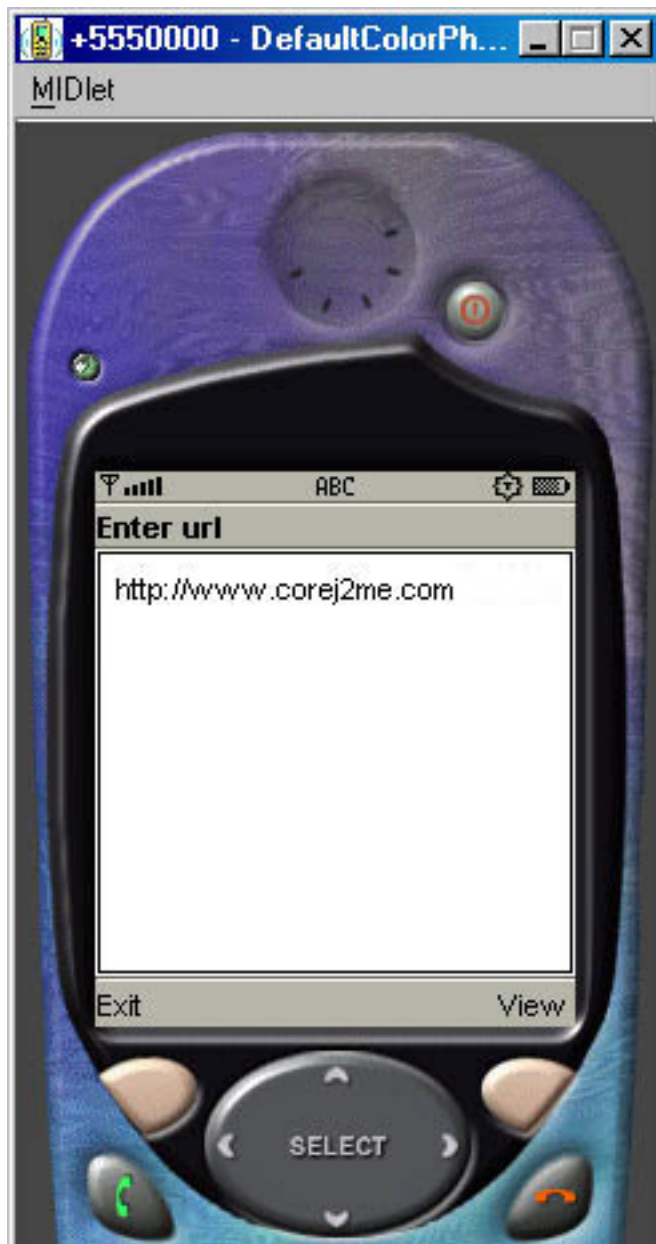 +5550000 - DefaultColorPh...
MIDlet
ABC
Enter url
http://www.corej2me.com
Exit View
SELECT